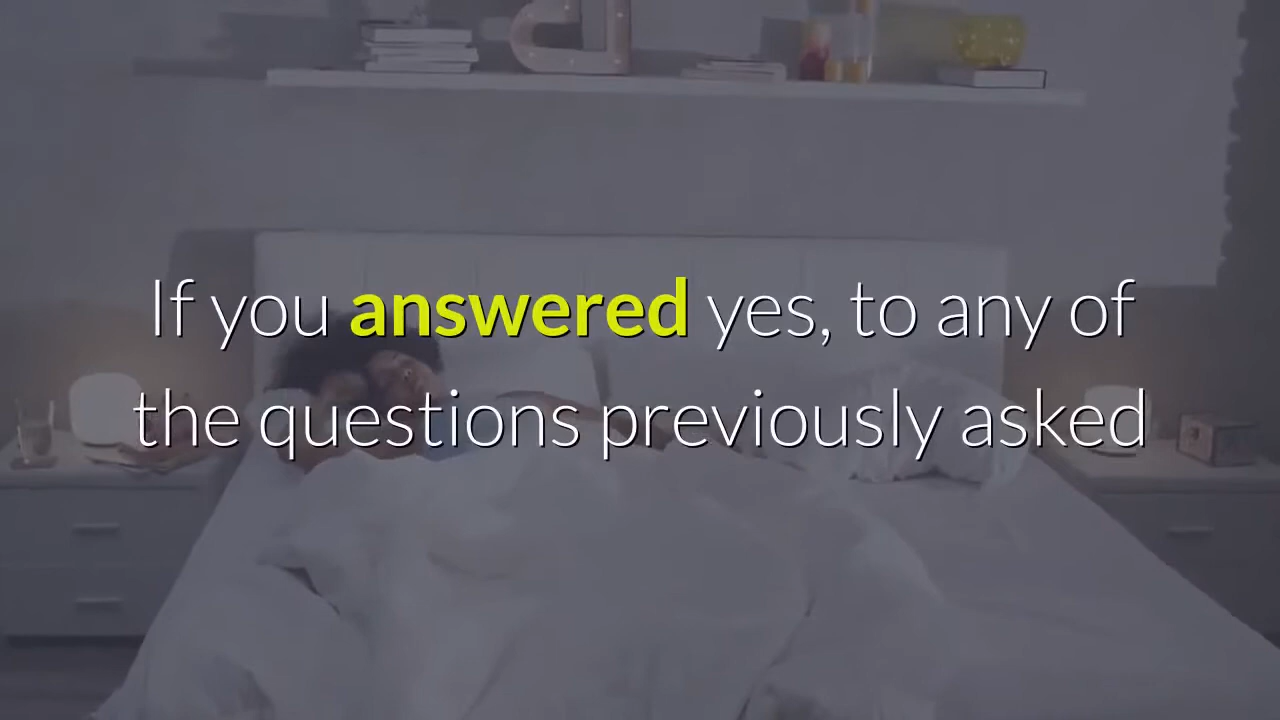 If you answered yes, to any of
the questions previously asked